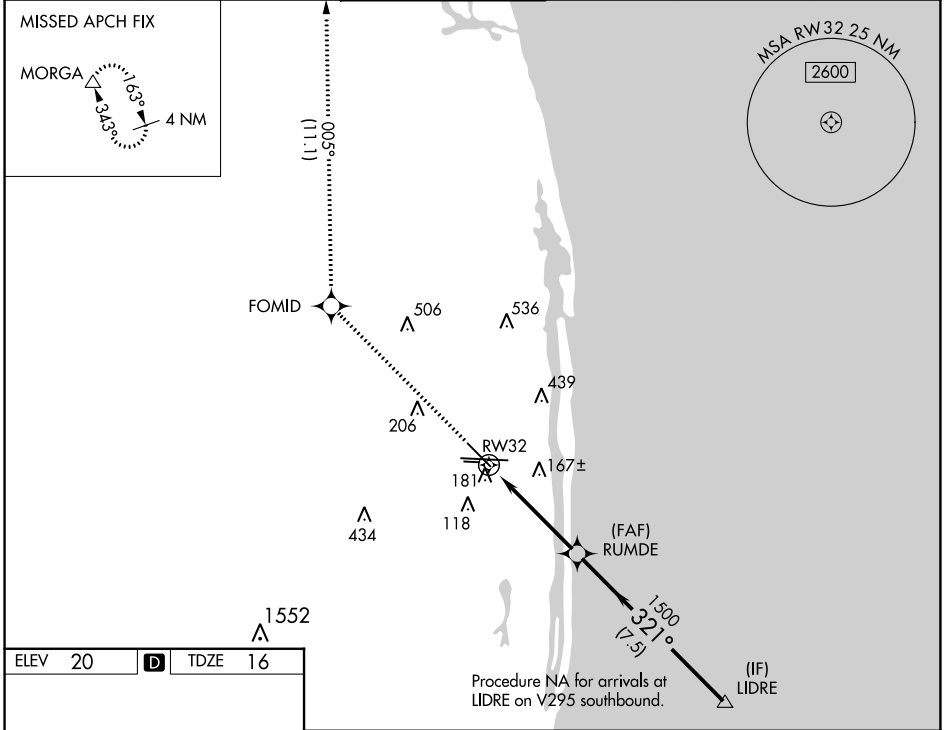 MISSED APCH FIX
MORGA
163°
343°
4 NM
MSA RW32 25 NM
2600
005°
(11.1)
FOMID
506
536
439
206
RW32
167±
181
118
434
(FAF)
RUMDE
1552
1500
321°
(7.5)
ELEV 20 D TDZE 16
(IF)
LIDRE
Procedure NA for arrivals at
LIDRE on V295 southbound.